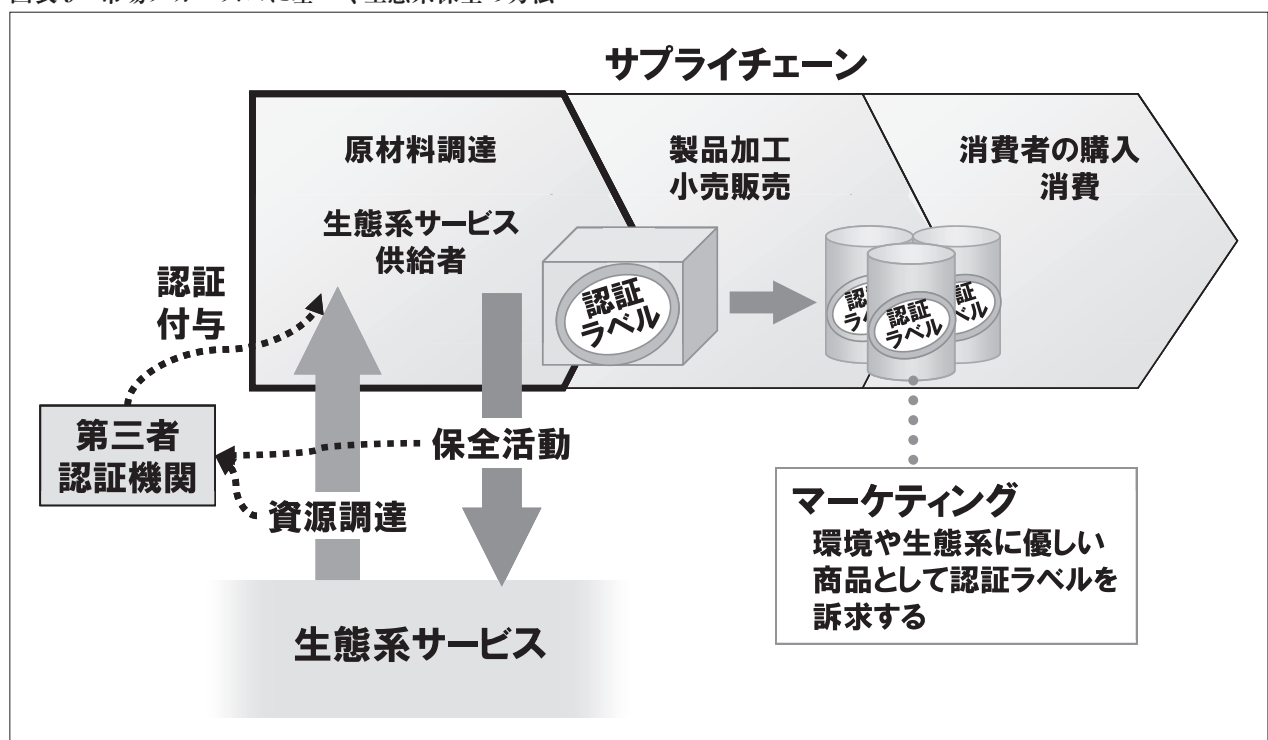 サプライチェーン
原材料調達
生態系サービス
供給者
製品加工
小売販売
消費者の購入
消費
認証
付与
認証
ラベル
認証
ラベル
第三者
認証機関
保全活動
資源調達
生態系サービス
マーケティング
環境や生態系に優しい
商品として認証ラベルを
訴求する